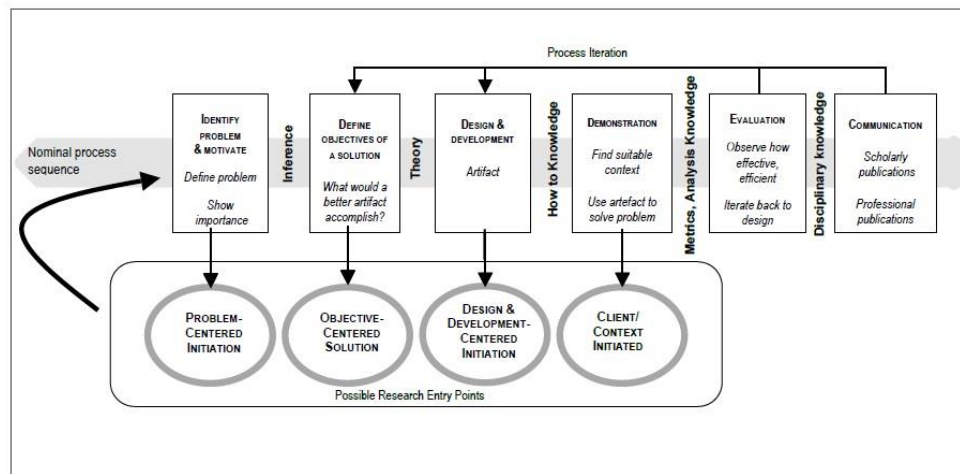 Process Iteration
Nominal process
sequence
IDENTIFY
PROBLEM
& MOTIVATE
Define problem
Show
importance
Inference
DEFINE
OBJECTIVES OF
A SOLUTION
What would a
better artifact
accomplish?
Theory
DESIGN &
DEVELOPMENT
Artifact
How to Knowledge
DEMONSTRATION
Find suitable
context
Use artefact to
solve problem
Metrics, Analysis Knowledge
EVALUATION
Observe how
effective,
efficient
Iterate back to
design
Disciplinary knowledge
COMMUNICATION
Scholarly
publications
Professional
publications
PROBLEM-
CENTERED
INITIATION
OBJECTIVE-
CENTERED
SOLUTION
DESIGN &
DEVELOPMENT-
CENTERED
INITIATION
CLIENT/
CONTEXT
INITIATED
Possible Research Entry Points